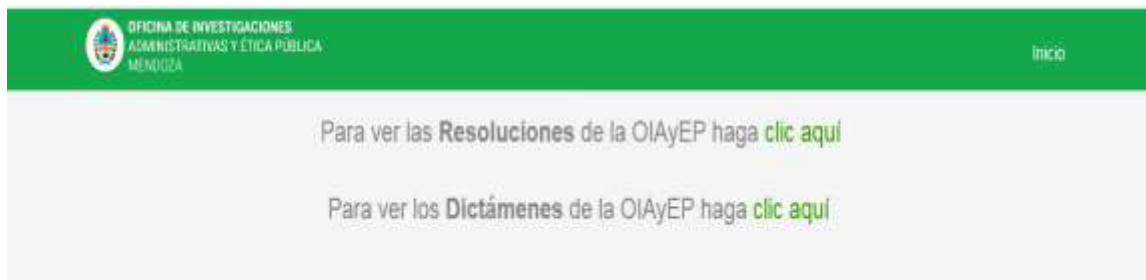 OFICINA DE INVESTIGACIONES
ADMINISTRATIVAS Y ÉTICA PÚBLICA
MENDOZA
Inicio
Para ver las Resoluciones de la OIAyEP haga clic aquí
Para ver los Dictámenes de la OIAyEP haga clic aquí